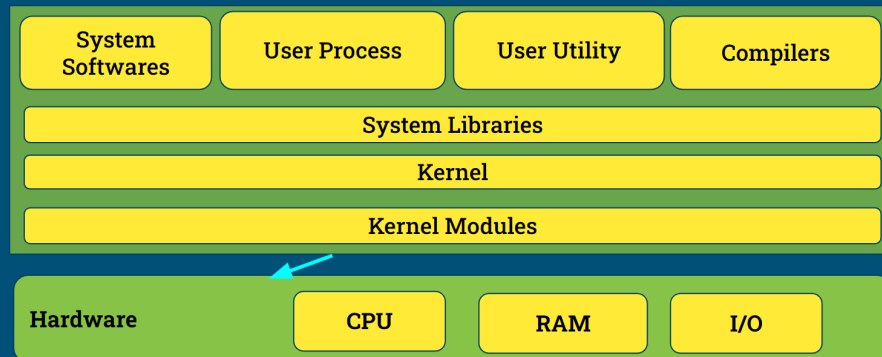 System
Softwares
User Process
User Utility
Compilers
System Libraries
Kernel
Kernel Modules
Hardware
CPU
RAM
I/O